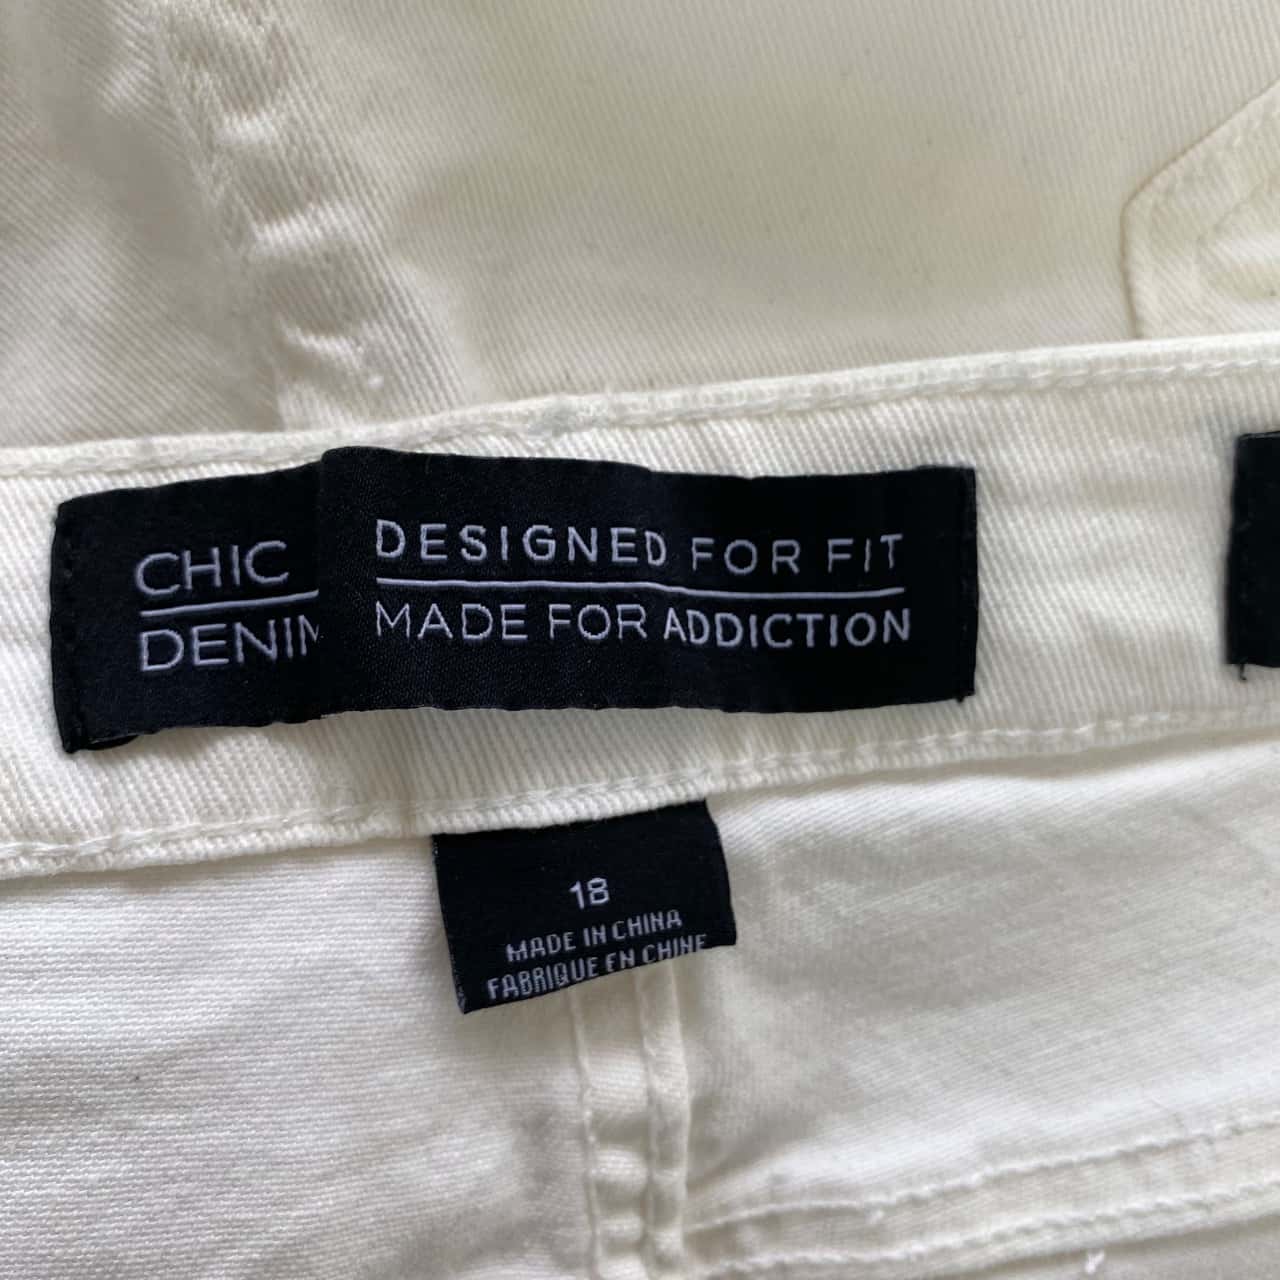 CHIC
DENIM
DESIGNED FOR FIT
MADE FOR ADDICTION
18
MADE IN CHINA
FABRIQUE EN CHINE